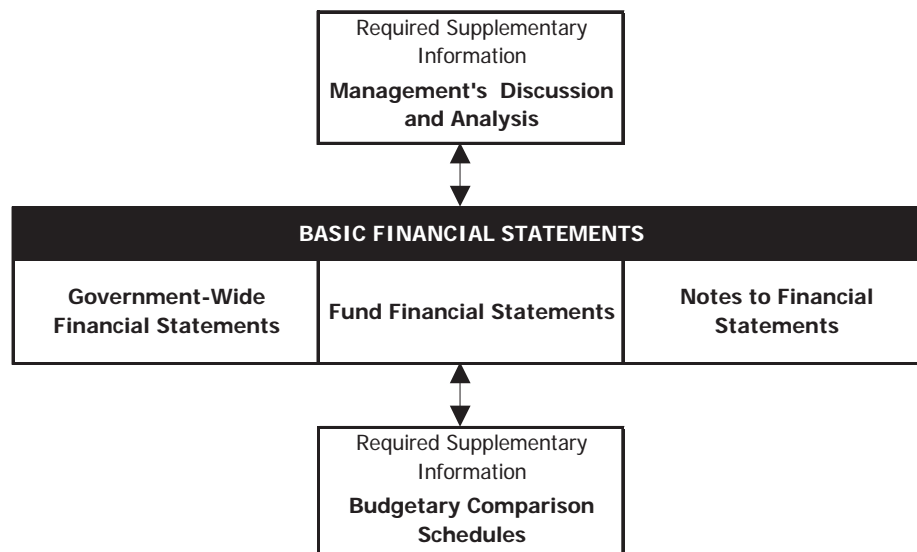 Required Supplementary
Information
Management's Discussion
and Analysis
BASIC FINANCIAL STATEMENTS
Government-Wide
Financial Statements
Fund Financial Statements
Notes to Financial
Statements
Required Supplementary
Information
Budgetary Comparison
Schedules